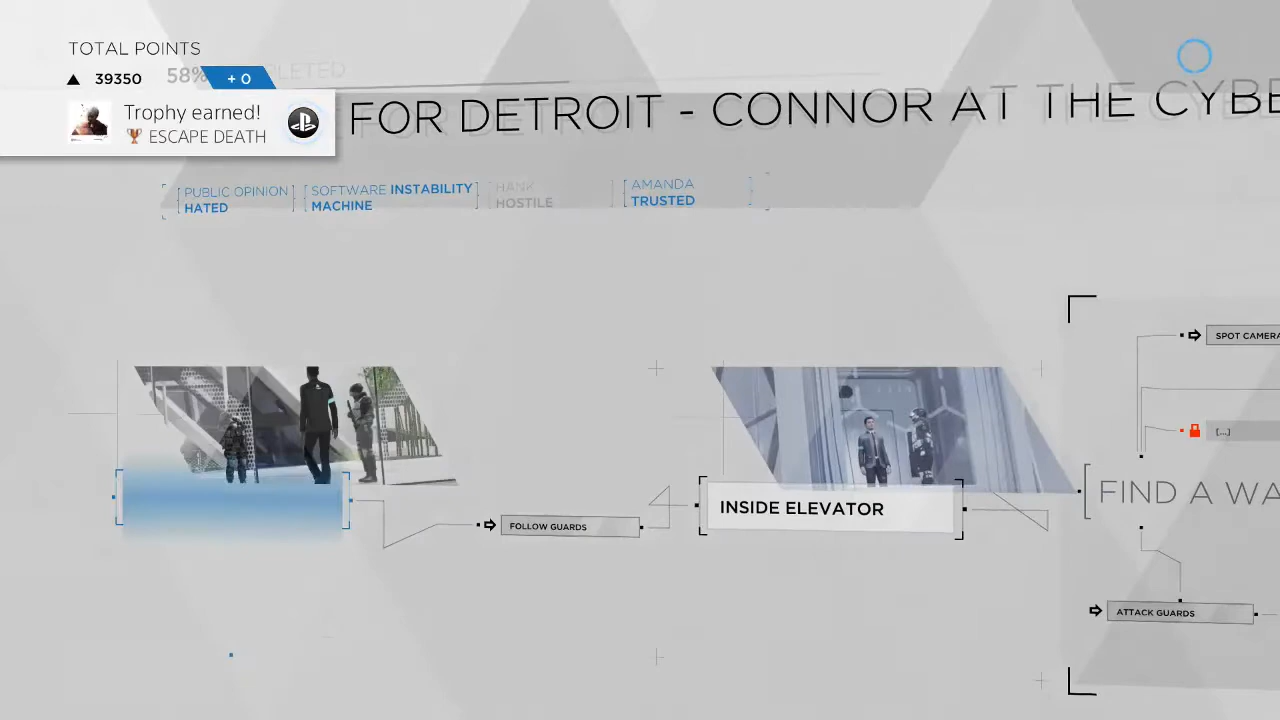 TOTAL POINTS
39350
+ 0
58%
Trophy earned!
ESCAPE DEATH
FOR DETROIT - CONNOR AT THE CYBE
PUBLIC OPINION
HATED
SOFTWARE INSTABILITY
MACHINE
HANK
HOSTILE
AMANDA
TRUSTED
SPOT CAMERA
[...]
FIND A WA
INSIDE ELEVATOR
FOLLOW GUARDS
ATTACK GUARDS